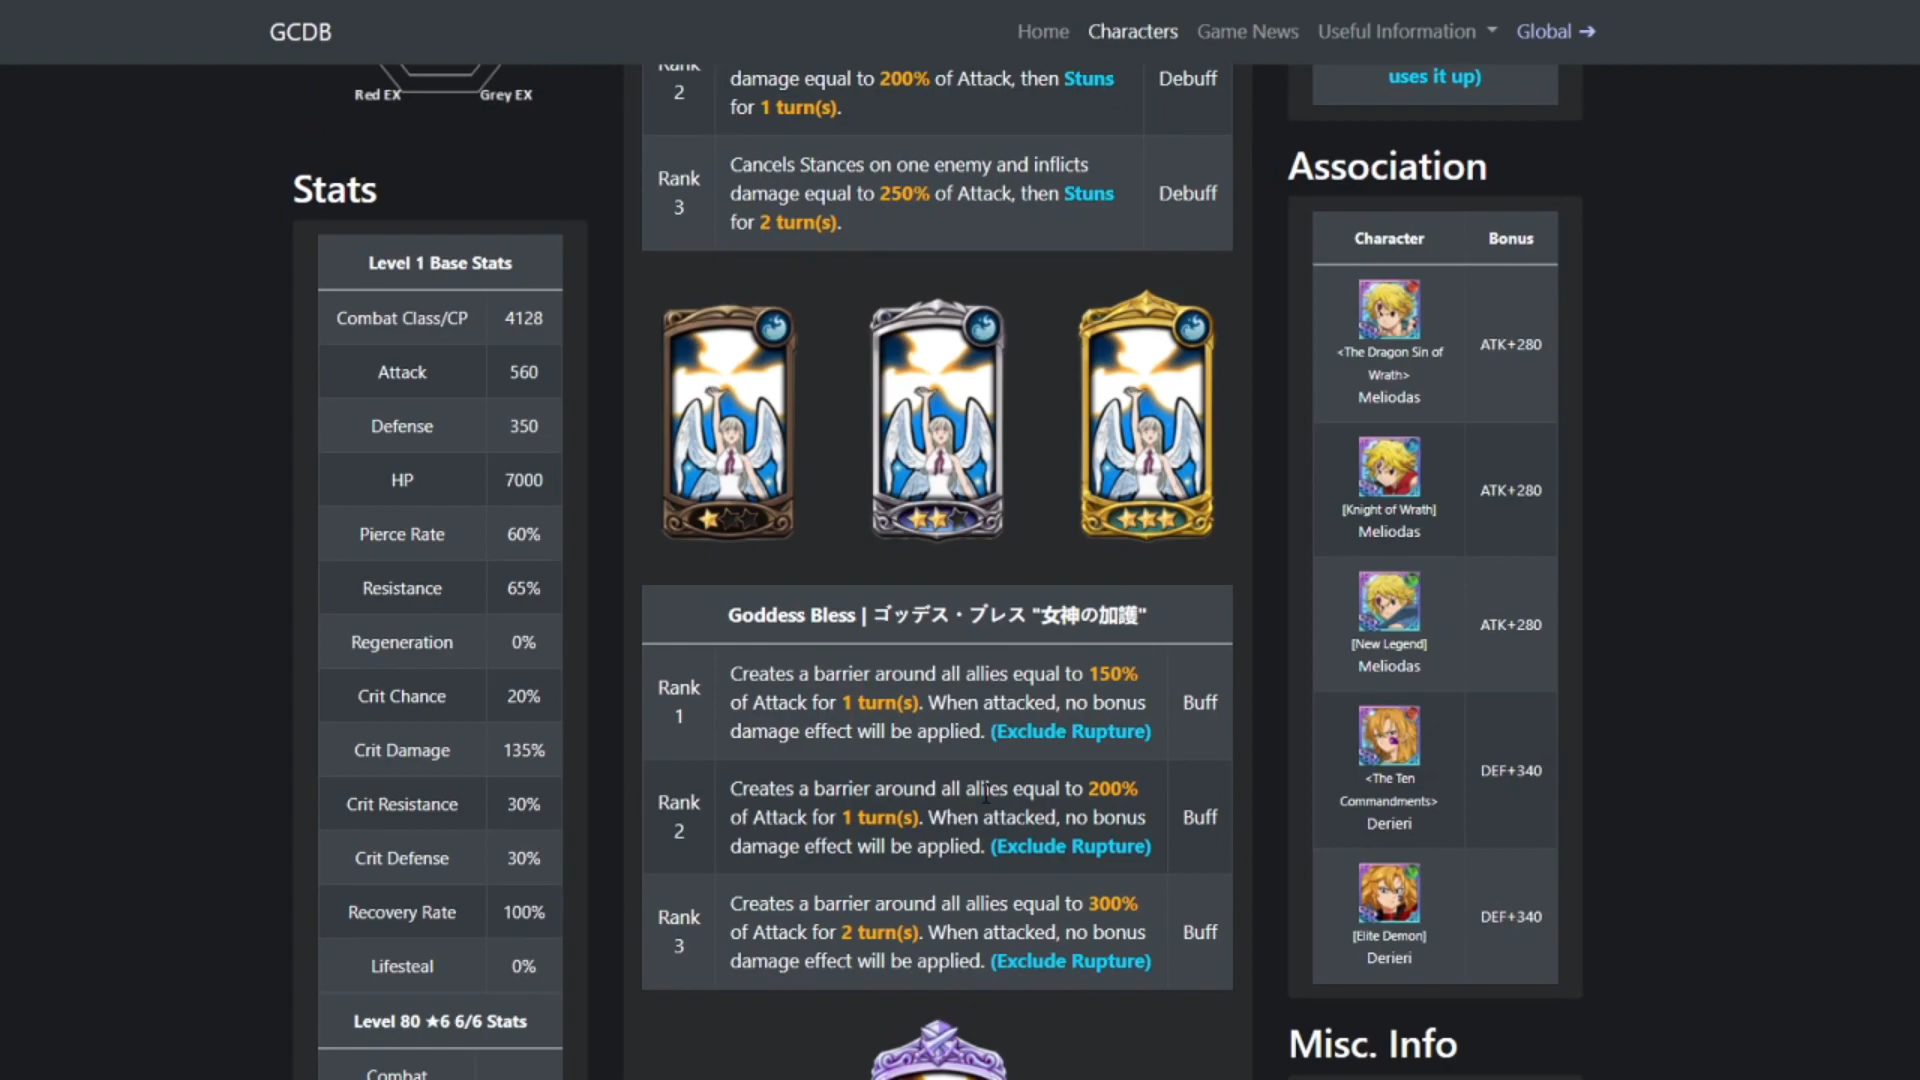 GCDB
Home Characters Game News Useful Information Global →
Red EX
Grey EX
Stats
Level 1 Base Stats
Combat Class/CP 4128
Attack 560
Defense 350
HP 7000
Pierce Rate 60%
Resistance 65%
Regeneration 0%
Crit Chance 20%
Crit Damage 135%
Crit Resistance 30%
Crit Defense 30%
Recovery Rate 100%
Lifesteal 0%
Level 80 ★6 6/6 Stats
Combat
Rank
2
damage equal to 200% of Attack, then Stuns
for 1 turn(s).
Debuff
Rank
3
Cancels Stances on one enemy and inflicts
damage equal to 250% of Attack, then Stuns
for 2 turn(s).
Debuff
Goddess Bless | ゴッデス・ブレス "女神の加護"
Rank
1
Creates a barrier around all allies equal to 150%
of Attack for 1 turn(s). When attacked, no bonus
damage effect will be applied. (Exclude Rupture)
Buff
Rank
2
Creates a barrier around all allies equal to 200%
of Attack for 1 turn(s). When attacked, no bonus
damage effect will be applied. (Exclude Rupture)
Buff
Rank
3
Creates a barrier around all allies equal to 300%
of Attack for 2 turn(s). When attacked, no bonus
damage effect will be applied. (Exclude Rupture)
Buff
uses it up)
Association
Character Bonus
<The Dragon Sin of
Wrath>
Meliodas
ATK+280
[Knight of Wrath]
Meliodas
ATK+280
[New Legend]
Meliodas
ATK+280
<The Ten
Commandments>
Derieri
DEF+340
[Elite Demon]
Derieri
DEF+340
Misc. Info